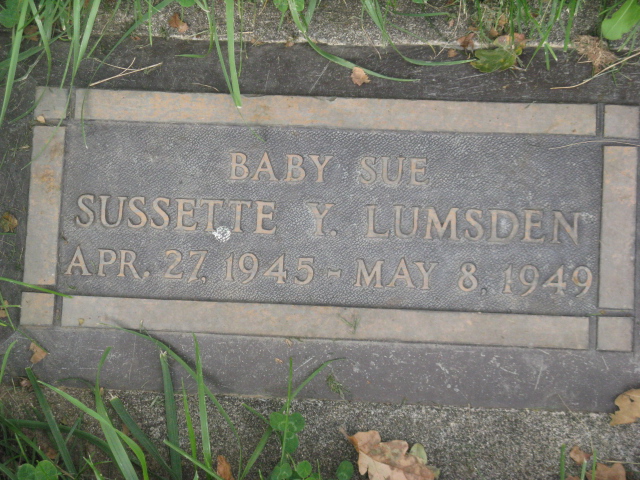 BABY SUE
SUSSETTE Y. LUMSDEN
APR. 27, 1945 - MAY 8, 1949